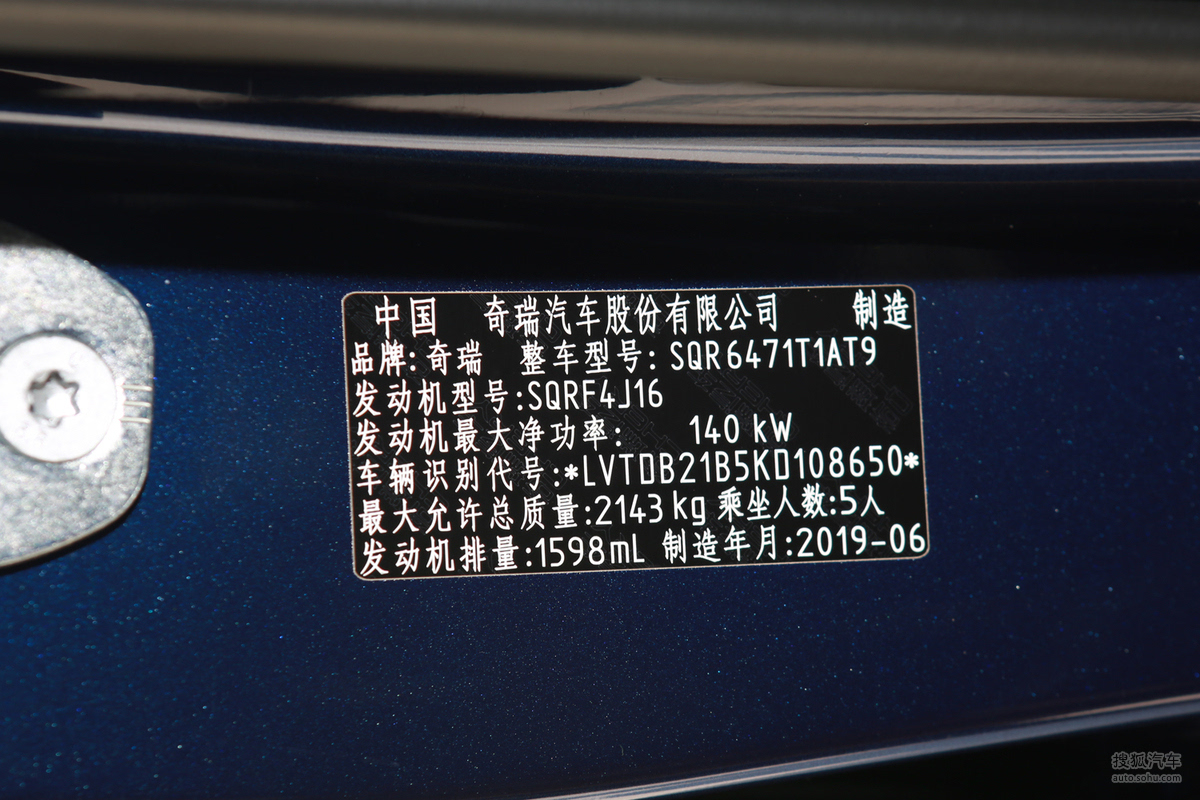 中国 奇瑞汽车股份有限公司 制造
品牌:奇瑞 整车型号:SQR6471T1AT9
发动机型号:SQRF4J16
发动机最大净功率: 140 kW
车辆识别代号:*LVTDB21B5KD108650*
最大允许总质量:2143kg 乘坐人数:5人
发动机排量:1598mL 制造年月:2019-06
搜狐汽车
auto.sohu.com